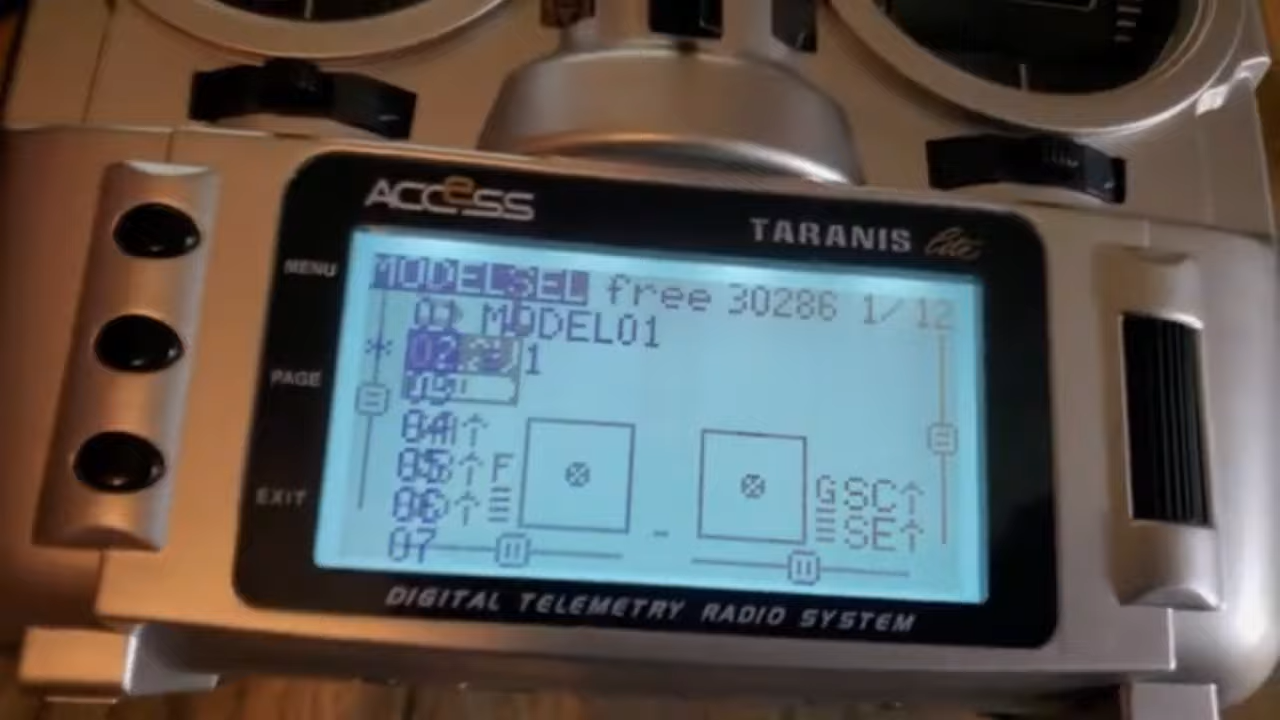 ACCESS
TARANIS lite
MENU
PAGE
EXIT
MODELSEL free 30286 1/12
01 MODEL01
* 02 1
03
04 ↑
05 ↑ F
06 ↑
07
GSC↑
SE↑
-
DIGITAL TELEMETRY RADIO SYSTEM